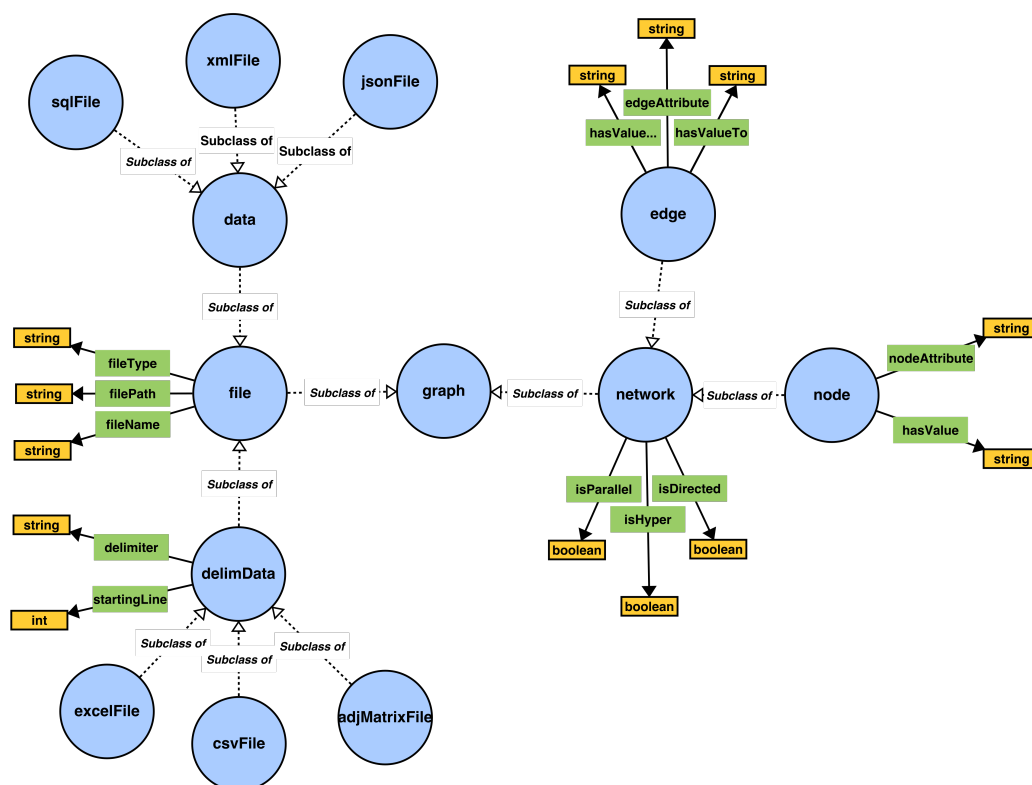 string
xmlFile
jsonFile
string
string
sqlFile
edgeAttribute
hasValue...
hasValueTo
Subclass of
Subclass of
Subclass of
data
edge
Subclass of
Subclass of
string
string
fileType
nodeAttribute
filePath
string
file
Subclass of
graph
Subclass of
network
Subclass of
node
fileName
string
hasValue
string
Subclass of
isParallel
isDirected
isHyper
string
delimiter
boolean
boolean
delimData
startingLine
int
boolean
Subclass of
Subclass of
Subclass of
excelFile
adjMatrixFile
csvFile